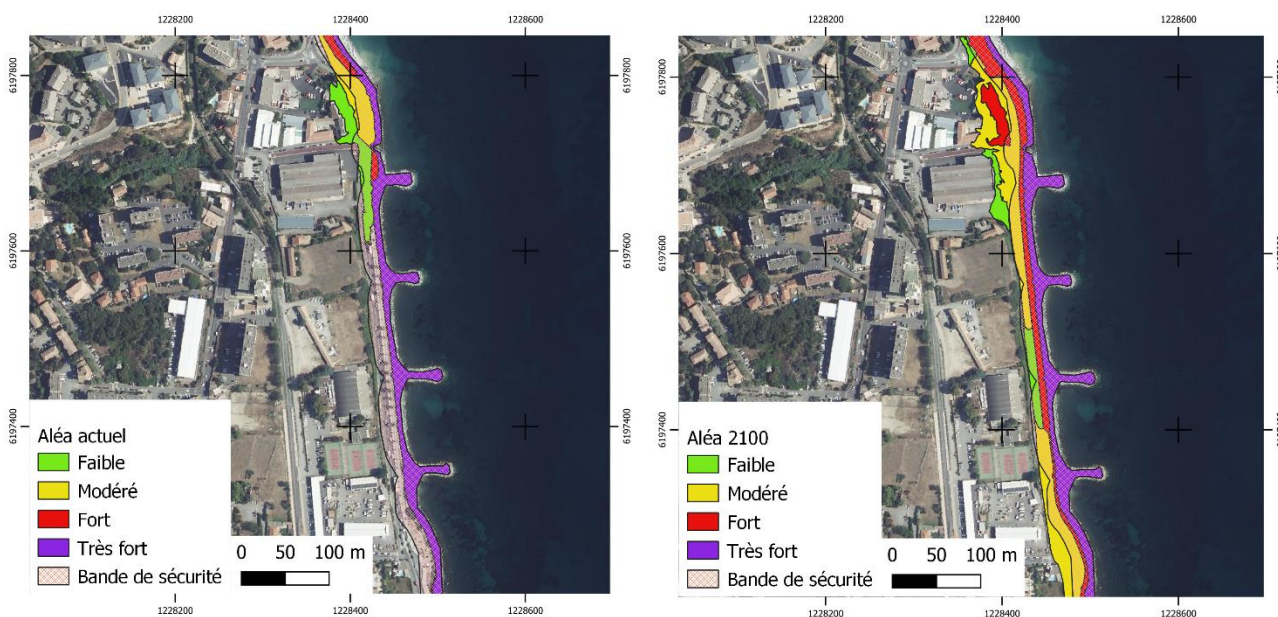 1228200 1228400 1228600
6197800
6197600
6197400
Aléa actuel
Faible
Modéré
Fort
Très fort
Bande de sécurité
0 50 100 m
1228200 1228400 1228600
1228200 1228400 1228600
6197800
6197600
6197400
Aléa 2100
Faible
Modéré
Fort
Très fort
Bande de sécurité
0 50 100 m
1228200 1228400 1228600